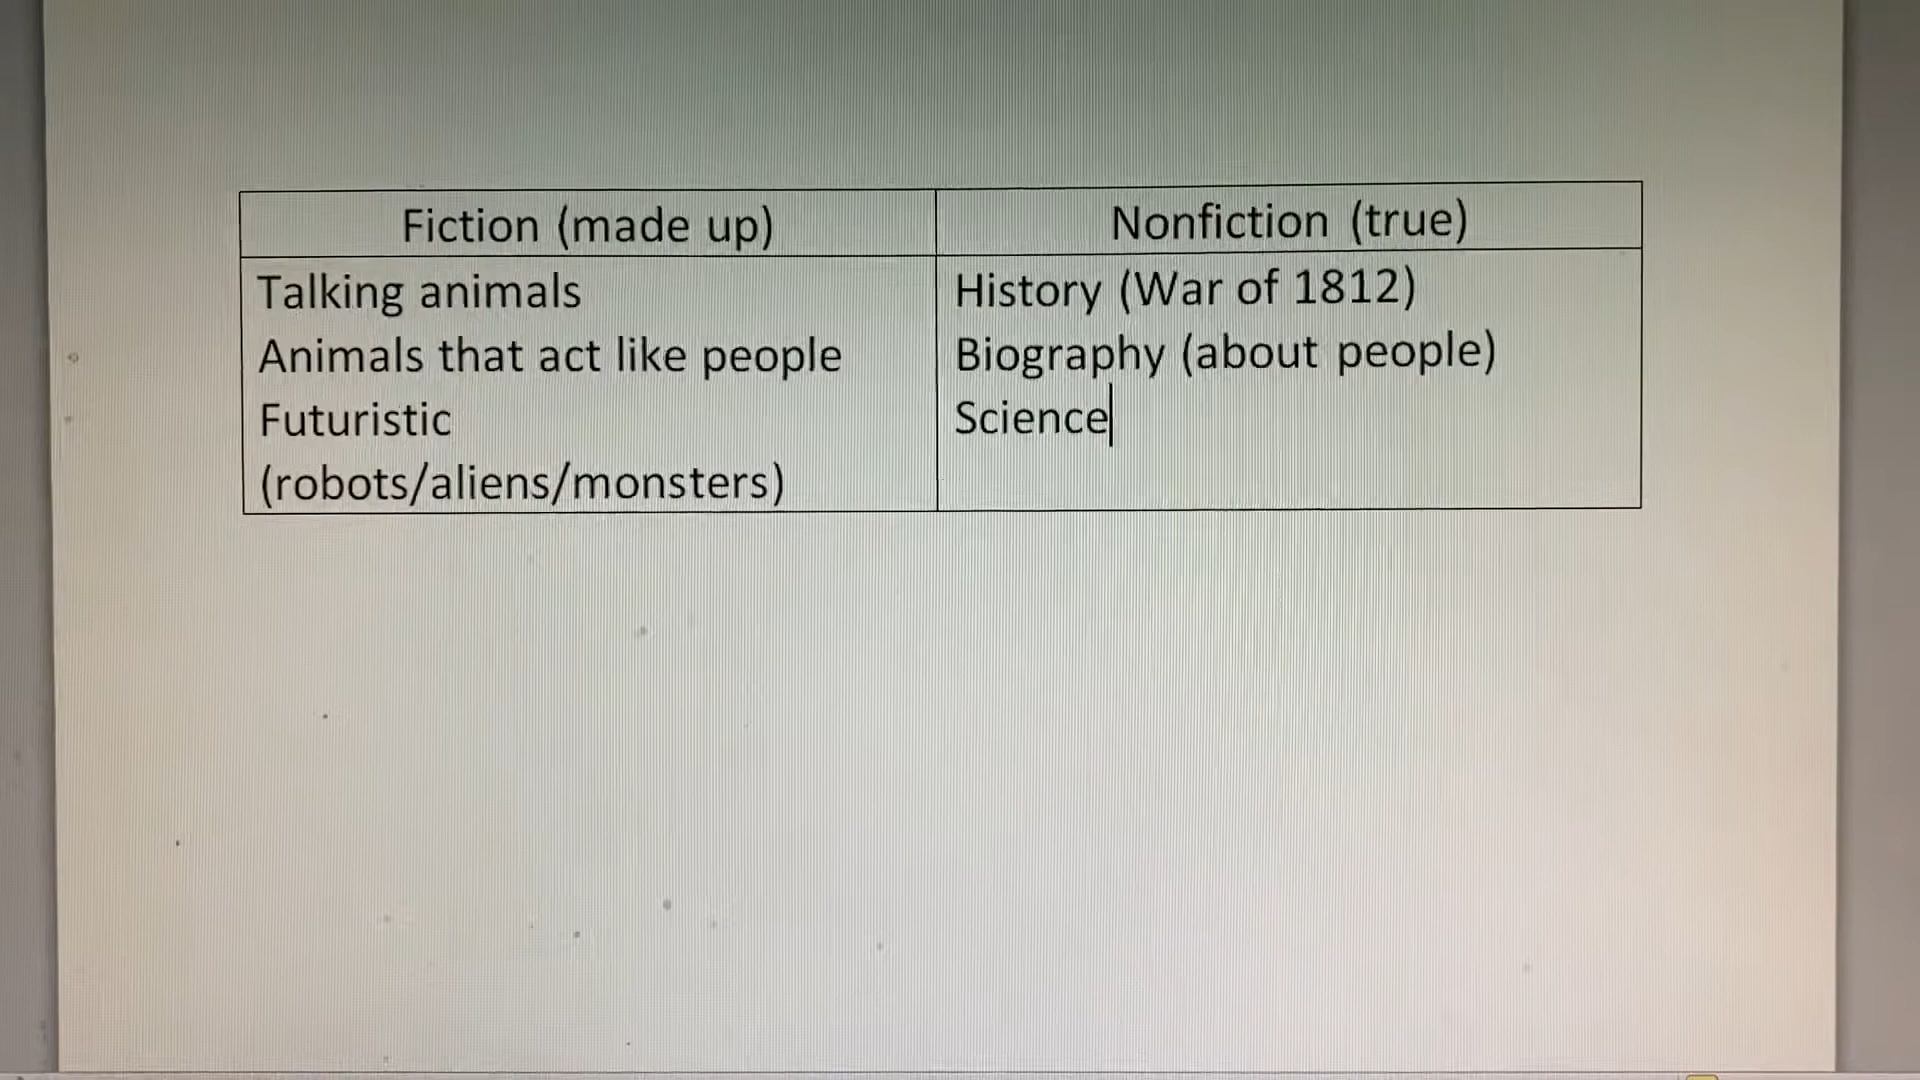 Fiction (made up)
Nonfiction (true)
Talking animals
Animals that act like people
Futuristic
(robots/aliens/monsters)
History (War of 1812)
Biography (about people)
Science